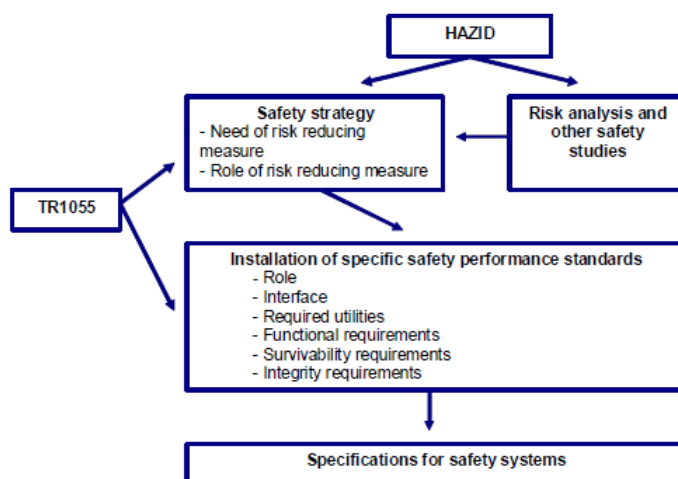 HAZID
Safety strategy
- Need of risk reducing
measure
- Role of risk reducing measure
Risk analysis and
other safety
studies
TR1055
Installation of specific safety performance standards
- Role
- Interface
- Required utilities
- Functional requirements
- Survivability requirements
- Integrity requirements
Specifications for safety systems